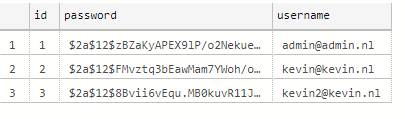 id password username
1 1 $2a$12$zBZaKyAPEX9lP/o2Nekue… admin@admin.nl
2 2 $2a$12$FMvztq3bEawMam7YWoh/o… kevin@kevin.nl
3 3 $2a$12$8Bvii6vEqu.MB0kuvR11J… kevin2@kevin.nl